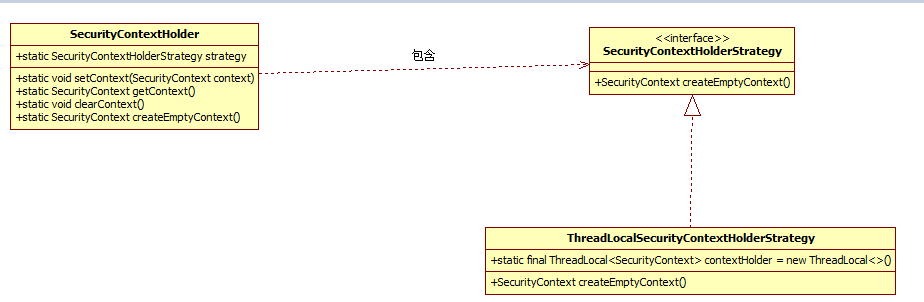 SecurityContextHolder
+static SecurityContextHolderStrategy strategy
+static void setContext(SecurityContext context)
+static SecurityContext getContext()
+static void clearContext()
+static SecurityContext createEmptyContext()
包含
<<interface>>
SecurityContextHolderStrategy
+SecurityContext createEmptyContext()
ThreadLocalSecurityContextHolderStrategy
+static final ThreadLocal<SecurityContext> contextHolder = new ThreadLocal<>()
+SecurityContext createEmptyContext()